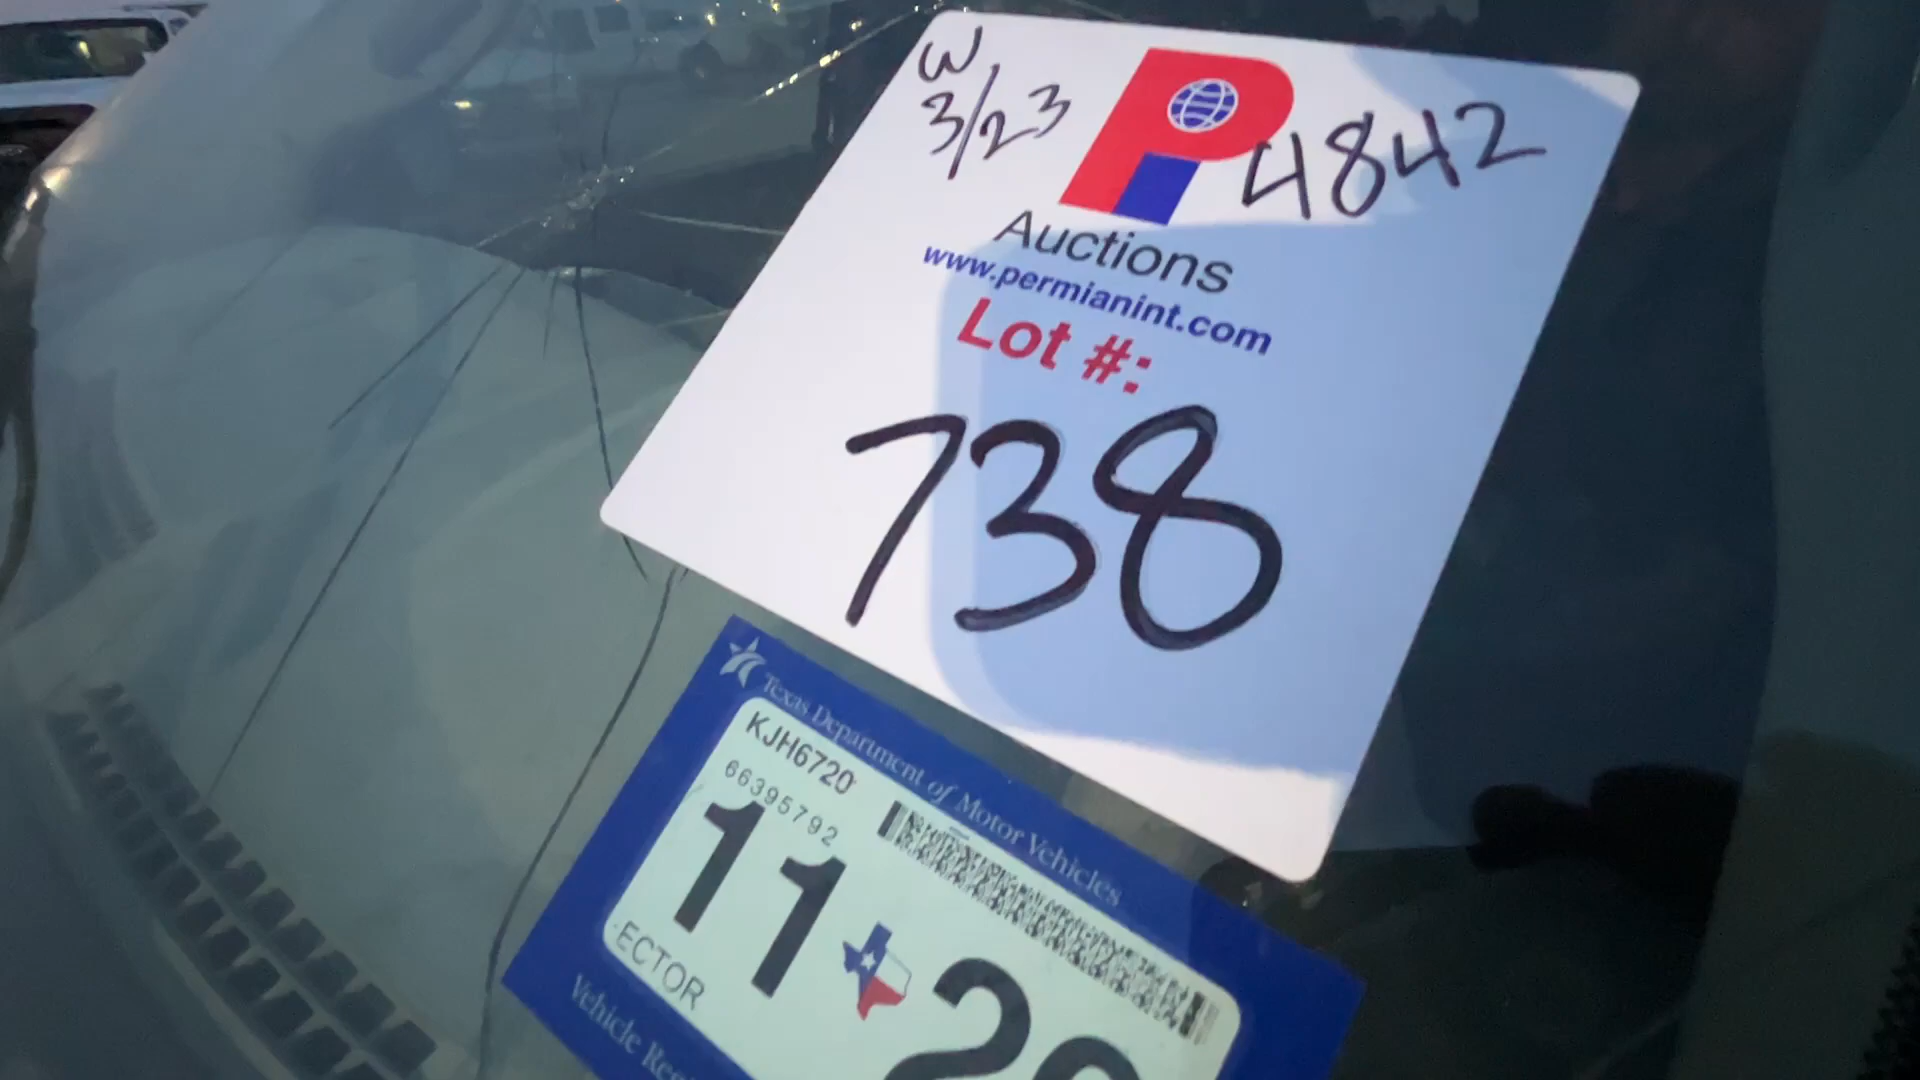 W
3/23
P
4842
Auctions
www.permianint.com
Lot #:
738
Texas Department of Motor Vehicles
KJH6720
66395792
11
ECTOR
Vehicle